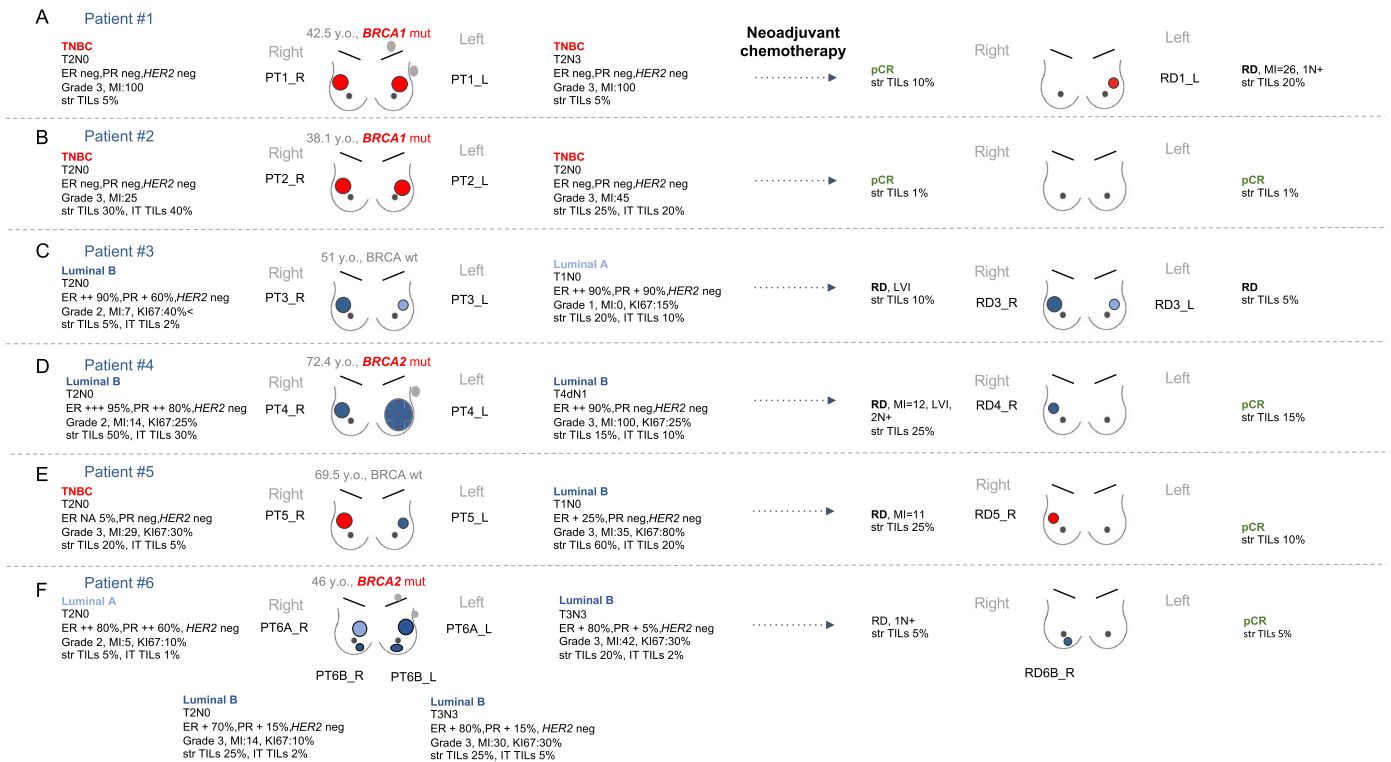 A
Patient #1
TNBC
T2N0
ER neg,PR neg,HER2 neg
Grade 3, MI:100
str TILs 5%
42.5 y.o., BRCA1 mut
Right
Left
PT1_R
PT1_L
TNBC
T2N3
ER neg,PR neg,HER2 neg
Grade 3, MI:100
str TILs 5%
Neoadjuvant
chemotherapy
pCR
str TILs 10%
Right
Left
RD1_L
RD, MI=26, 1N+
str TILs 20%
B
Patient #2
TNBC
T2N0
ER neg,PR neg,HER2 neg
Grade 3, MI:25
str TILs 30%, IT TILs 40%
38.1 y.o., BRCA1 mut
Right
Left
PT2_R
PT2_L
TNBC
T2N0
ER neg,PR neg,HER2 neg
Grade 3, MI:45
str TILs 25%, IT TILs 20%
pCR
str TILs 1%
Right
Left
pCR
str TILs 1%
C
Patient #3
Luminal B
T2N0
ER ++ 90%,PR + 60%,HER2 neg
Grade 2, MI:7, KI67:40%<
str TILs 5%, IT TILs 2%
51 y.o., BRCA wt
Right
Left
PT3_R
PT3_L
Luminal A
T1N0
ER ++ 90%,PR + 90%,HER2 neg
Grade 1, MI:0, KI67:15%
str TILs 20%, IT TILs 10%
RD, LVI
str TILs 10%
Right
Left
RD3_R
RD3_L
RD
str TILs 5%
D
Patient #4
Luminal B
T2N0
ER +++ 95%,PR ++ 80%,HER2 neg
Grade 2, MI:14, KI67:25%
str TILs 50%, IT TILs 30%
72.4 y.o., BRCA2 mut
Right
Left
PT4_R
PT4_L
Luminal B
T4dN1
ER ++ 90%,PR neg,HER2 neg
Grade 3, MI:100, KI67:25%
str TILs 15%, IT TILs 10%
RD, MI=12, LVI,
2N+
str TILs 25%
Right
Left
RD4_R
pCR
str TILs 15%
E
Patient #5
TNBC
T2N0
ER NA 5%,PR neg,HER2 neg
Grade 3, MI:29, KI67:30%
str TILs 20%, IT TILs 5%
69.5 y.o., BRCA wt
Right
Left
PT5_R
PT5_L
Luminal B
T1N0
ER + 25%,PR neg,HER2 neg
Grade 3, MI:35, KI67:80%
str TILs 60%, IT TILs 20%
RD, MI=11
str TILs 25%
Right
Left
RD5_R
pCR
str TILs 10%
F
Patient #6
Luminal A
T2N0
ER ++ 80%,PR ++ 60%, HER2 neg
Grade 2, MI:5, KI67:10%
str TILs 5%, IT TILs 1%
46 y.o., BRCA2 mut
Right
Left
PT6A_R
PT6A_L
PT6B_R
PT6B_L
Luminal B
T3N3
ER + 80%,PR + 5%,HER2 neg
Grade 3, MI:42, KI67:30%
str TILs 20%, IT TILs 2%
RD, 1N+
str TILs 5%
Right
Left
RD6B_R
pCR
str TILs 5%
Luminal B
T2N0
ER + 70%,PR + 15%,HER2 neg
Grade 3, MI:14, KI67:10%
str TILs 25%, IT TILs 2%
Luminal B
T3N3
ER + 80%,PR + 15%, HER2 neg
Grade 3, MI:30, KI67:30%
str TILs 25%, IT TILs 5%